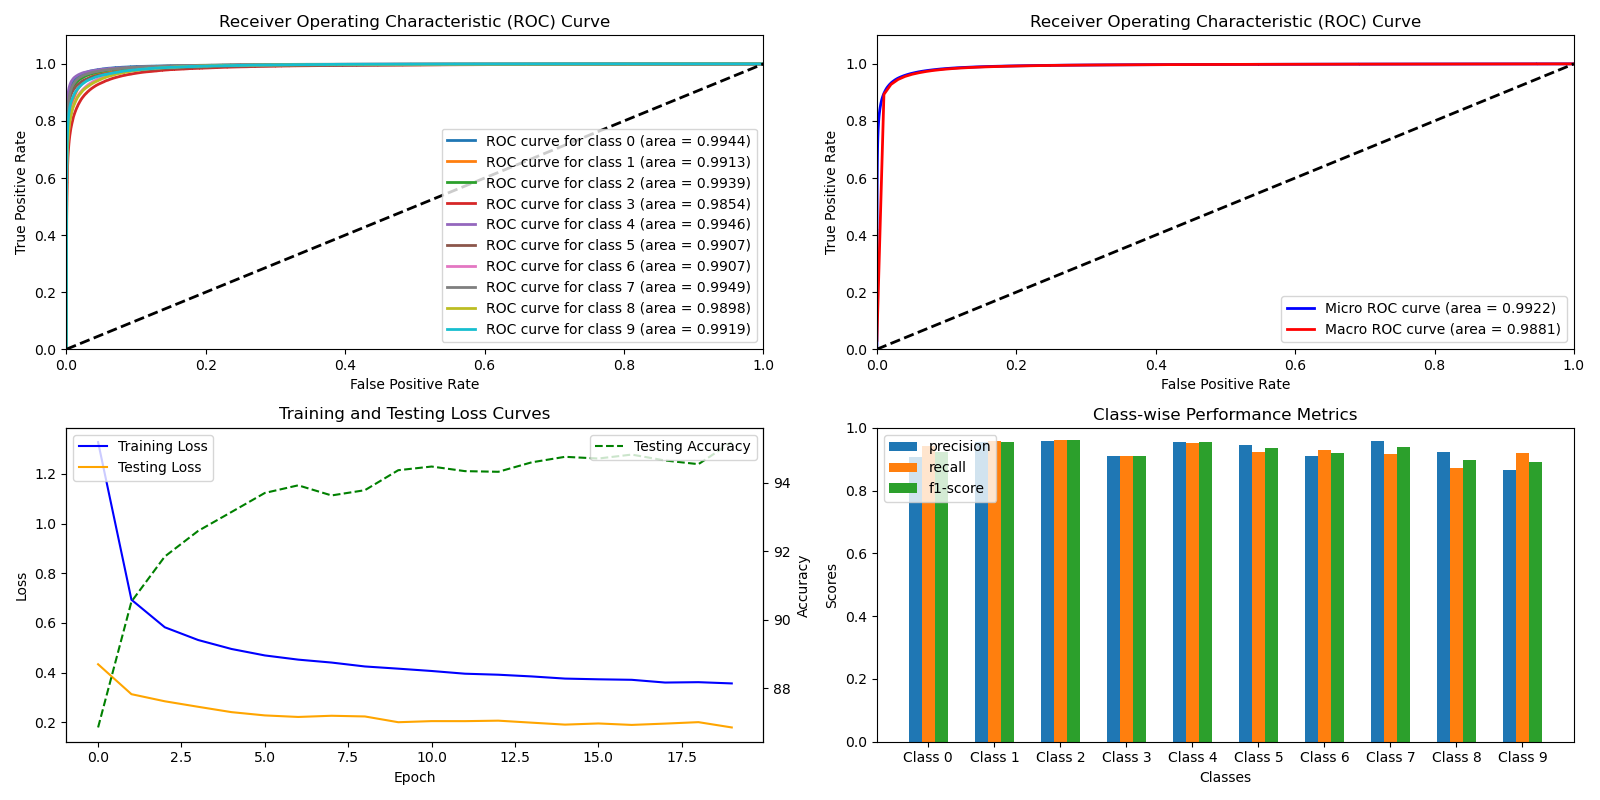 Receiver Operating Characteristic (ROC) Curve
True Positive Rate
1.0
0.8
0.6
0.4
0.2
0.0
ROC curve for class 0 (area = 0.9944)
ROC curve for class 1 (area = 0.9913)
ROC curve for class 2 (area = 0.9939)
ROC curve for class 3 (area = 0.9854)
ROC curve for class 4 (area = 0.9946)
ROC curve for class 5 (area = 0.9907)
ROC curve for class 6 (area = 0.9907)
ROC curve for class 7 (area = 0.9949)
ROC curve for class 8 (area = 0.9898)
ROC curve for class 9 (area = 0.9919)
0.0 0.2 0.4 0.6 0.8 1.0
False Positive Rate
Receiver Operating Characteristic (ROC) Curve
True Positive Rate
1.0
0.8
0.6
0.4
0.2
0.0
Micro ROC curve (area = 0.9922)
Macro ROC curve (area = 0.9881)
0.0 0.2 0.4 0.6 0.8 1.0
False Positive Rate
Training and Testing Loss Curves
Loss
1.2
1.0
0.8
0.6
0.4
0.2
Training Loss
Testing Loss
Testing Accuracy
94
92
90
88
Accuracy
0.0 2.5 5.0 7.5 10.0 12.5 15.0 17.5
Epoch
Class-wise Performance Metrics
Scores
1.0
0.8
0.6
0.4
0.2
0.0
precision
recall
f1-score
Class 0 Class 1 Class 2 Class 3 Class 4 Class 5 Class 6 Class 7 Class 8 Class 9
Classes